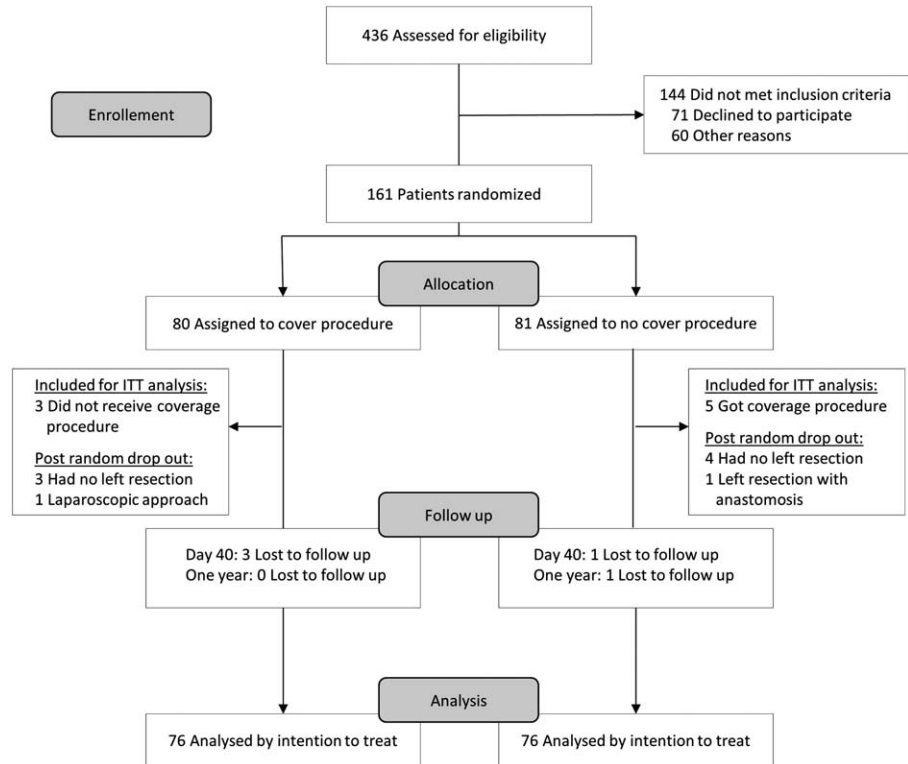 436 Assessed for eligibility
Enrollement
144 Did not met inclusion criteria
71 Declined to participate
60 Other reasons
161 Patients randomized
Allocation
80 Assigned to cover procedure
81 Assigned to no cover procedure
Included for ITT analysis:
3 Did not receive coverage
procedure
Post random drop out:
3 Had no left resection
1 Laparoscopic approach
Included for ITT analysis:
5 Got coverage procedure
Post random drop out:
4 Had no left resection
1 Left resection with
anastomosis
Follow up
Day 40: 3 Lost to follow up
One year: 0 Lost to follow up
Day 40: 1 Lost to follow up
One year: 1 Lost to follow up
Analysis
76 Analysed by intention to treat
76 Analysed by intention to treat